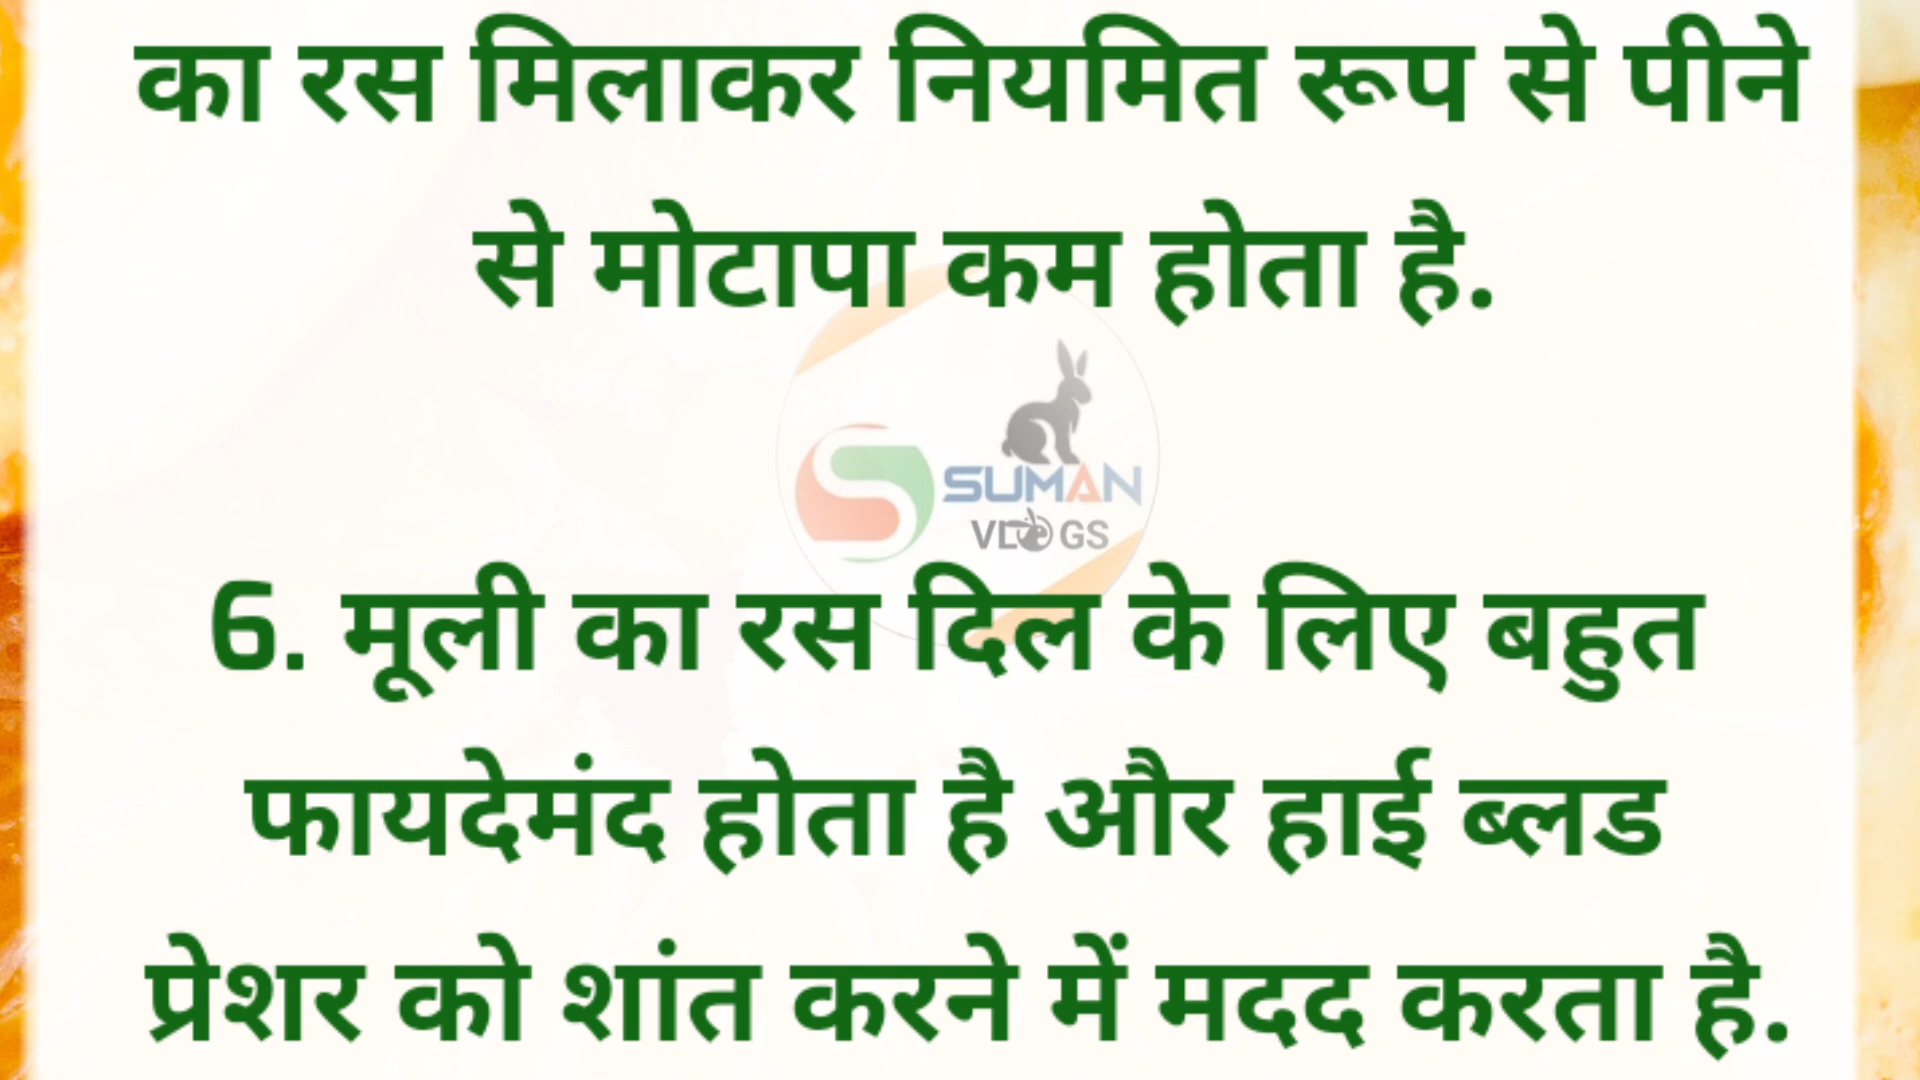 का रस मिलाकर नियमित रूप से पीने
से मोटापा कम होता है.
SUMAN
VLOGS
6. मूली का रस दिल के लिए बहुत
फायदेमंद होता है और हाई ब्लड
प्रेशर को शांत करने में मदद करता है.